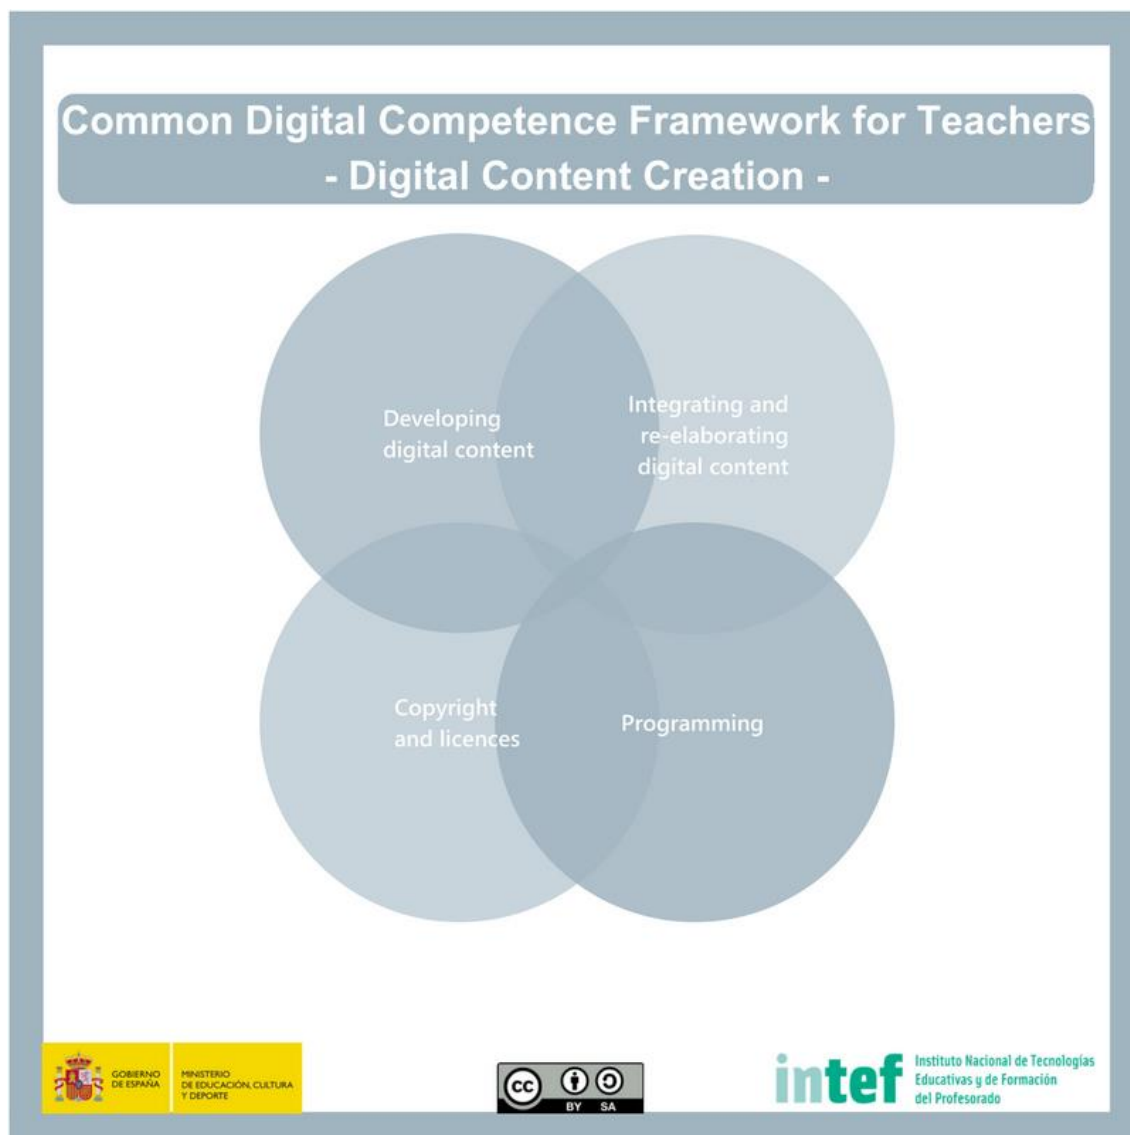 Common Digital Competence Framework for Teachers
- Digital Content Creation -
Developing
digital content
Integrating and
re-elaborating
digital content
Copyright
and licences
Programming
GOBIERNO
DE ESPAÑA
MINISTERIO
DE EDUCACIÓN, CULTURA
Y DEPORTE
cc
BY SA
intef
Instituto Nacional de Tecnologías
Educativas y de Formación
del Profesorado